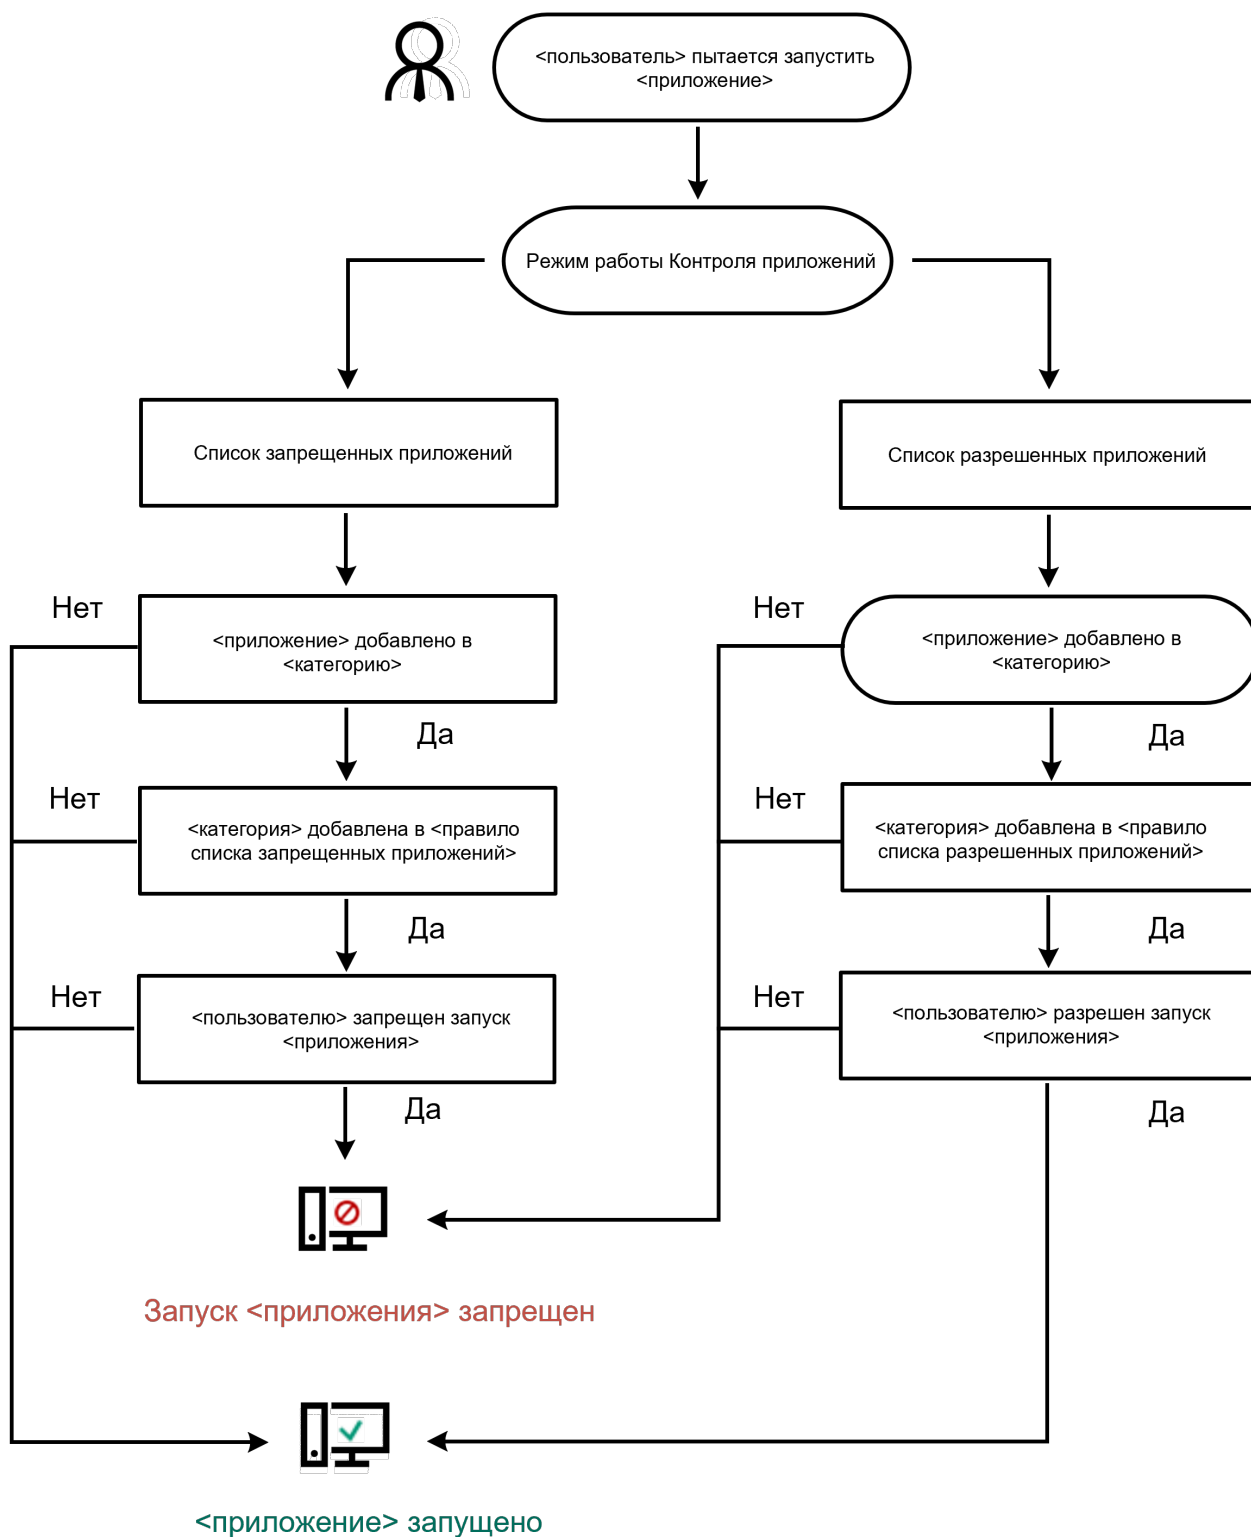 <пользователь> пытается запустить
<приложение>
Режим работы Контроля приложений
Список запрещенных приложений
Список разрешенных приложений
Нет
<приложение> добавлено в
<категорию>
Нет
<приложение> добавлено в
<категорию>
Да
Да
Нет
<категория> добавлена в <правило
списка запрещенных приложений>
Нет
<категория> добавлена в <правило
списка разрешенных приложений>
Да
Да
Нет
<пользователю> запрещен запуск
<приложения>
Нет
<пользователю> разрешен запуск
<приложения>
Да
Да
Запуск <приложения> запрещен
<приложение> запущено